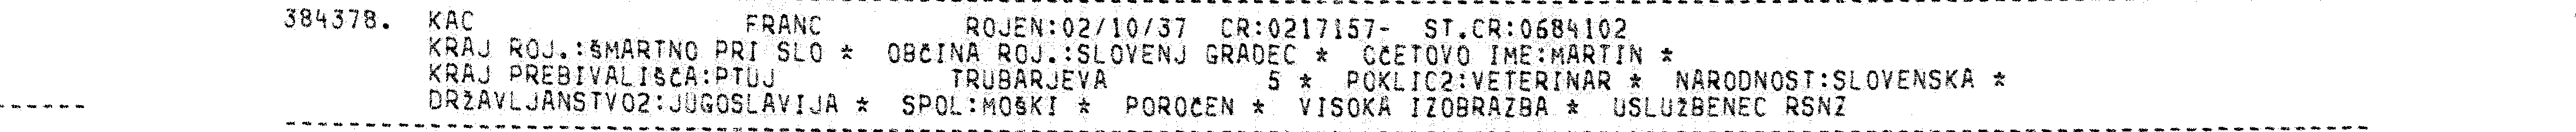 384378. KAC FRANC ROJEN:02/10/37 CR:0217157- ST.CR:0684102
KRAJ ROJ.:ŠMARTNO PRI SLO * OBČINA ROJ.:SLOVENJ GRADEC * OČETOVO IME:MARTIN *
KRAJ PREBIVALIŠČA:PTUJ TRUBARJEVA 5 * POKLIC2:VETERINAR * NARODNOST:SLOVENSKA *
DRŽAVLJANSTVO2:JUGOSLAVIJA * SPOL:MOŠKI * POROČEN * VISOKA IZOBRAZBA * USLUŽBENEC RSNZ